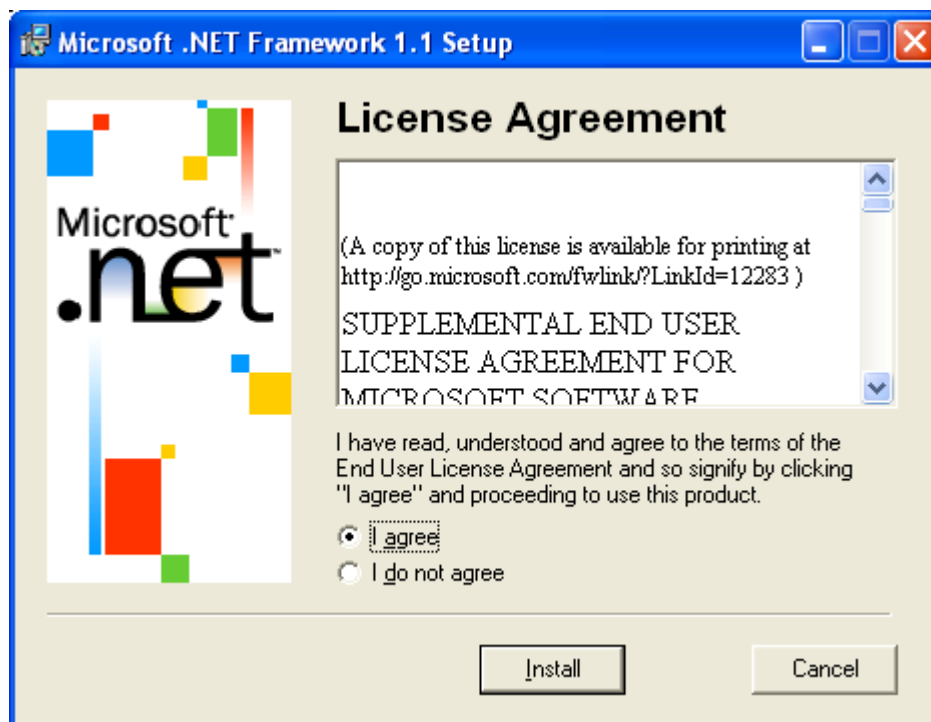 Microsoft .NET Framework 1.1 Setup
License Agreement
Microsoft
.net™
(A copy of this license is available for printing at
http://go.microsoft.com/fwlink/?LinkId=12283 )
SUPPLEMENTAL END USER
LICENSE AGREEMENT FOR
MICROSOFT SOFTWARE
I have read, understood and agree to the terms of the
End User License Agreement and so signify by clicking
"I agree" and proceeding to use this product.
I agree
I do not agree
Install
Cancel